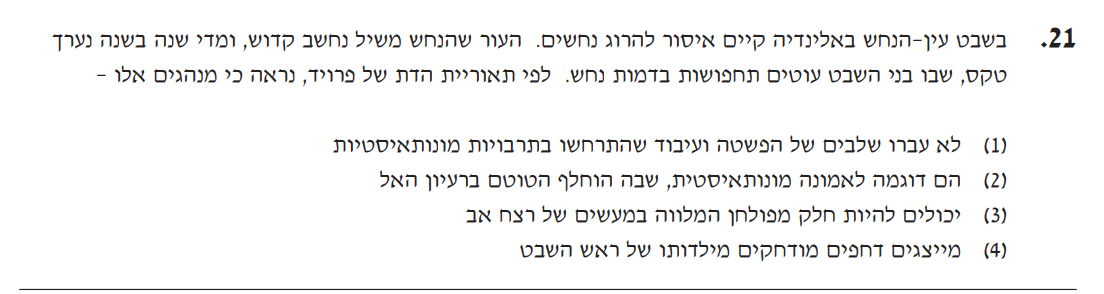 21. בשבט עין-הנחש באלינדיה קיים איסור להרוג נחשים. העור שהנחש משיל נחשב קדוש, ומדי שנה בשנה נערך
טקס, שבו בני השבט עוטים תחפושות בדמות נחש. לפי תאוריית הדת של פרויד, נראה כי מנהגים אלו -
(1) לא עברו שלבים של הפשטה ועיבוד שהתרחשו בתרבויות מונותאיסטיות
(2) הם דוגמה לאמונה מונותאיסטית, שבה הוחלף הטוטם ברעיון האל
(3) יכולים להיות חלק מפולחן המלווה במעשים של רצח אב
(4) מייצגים דחפים מודחקים מילדותו של ראש השבט